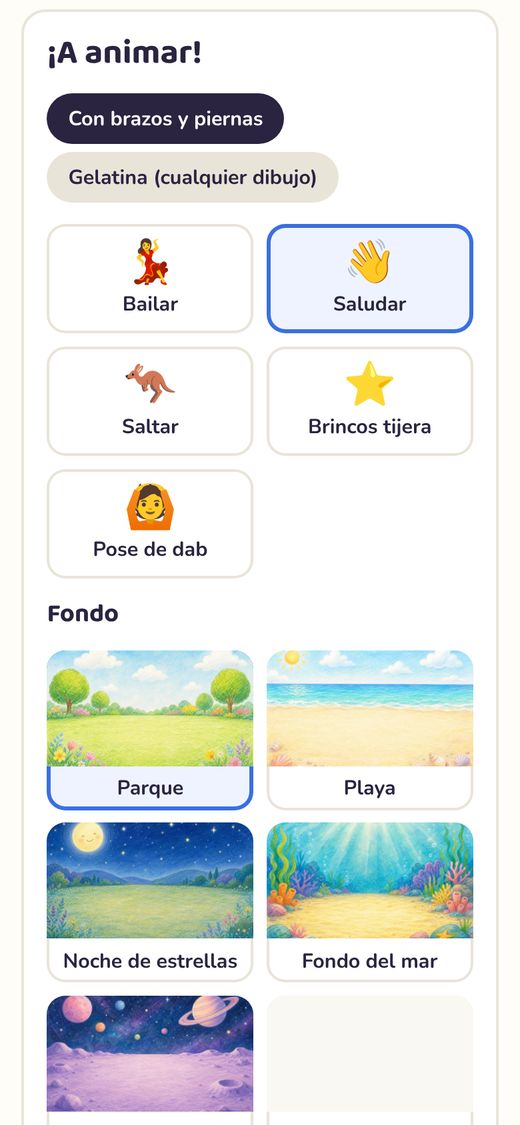 ¡A animar!
Con brazos y piernas
Gelatina (cualquier dibujo)
Bailar
Saludar
Saltar
Brincos tijera
Pose de dab
Fondo
Parque
Playa
Noche de estrellas
Fondo del mar